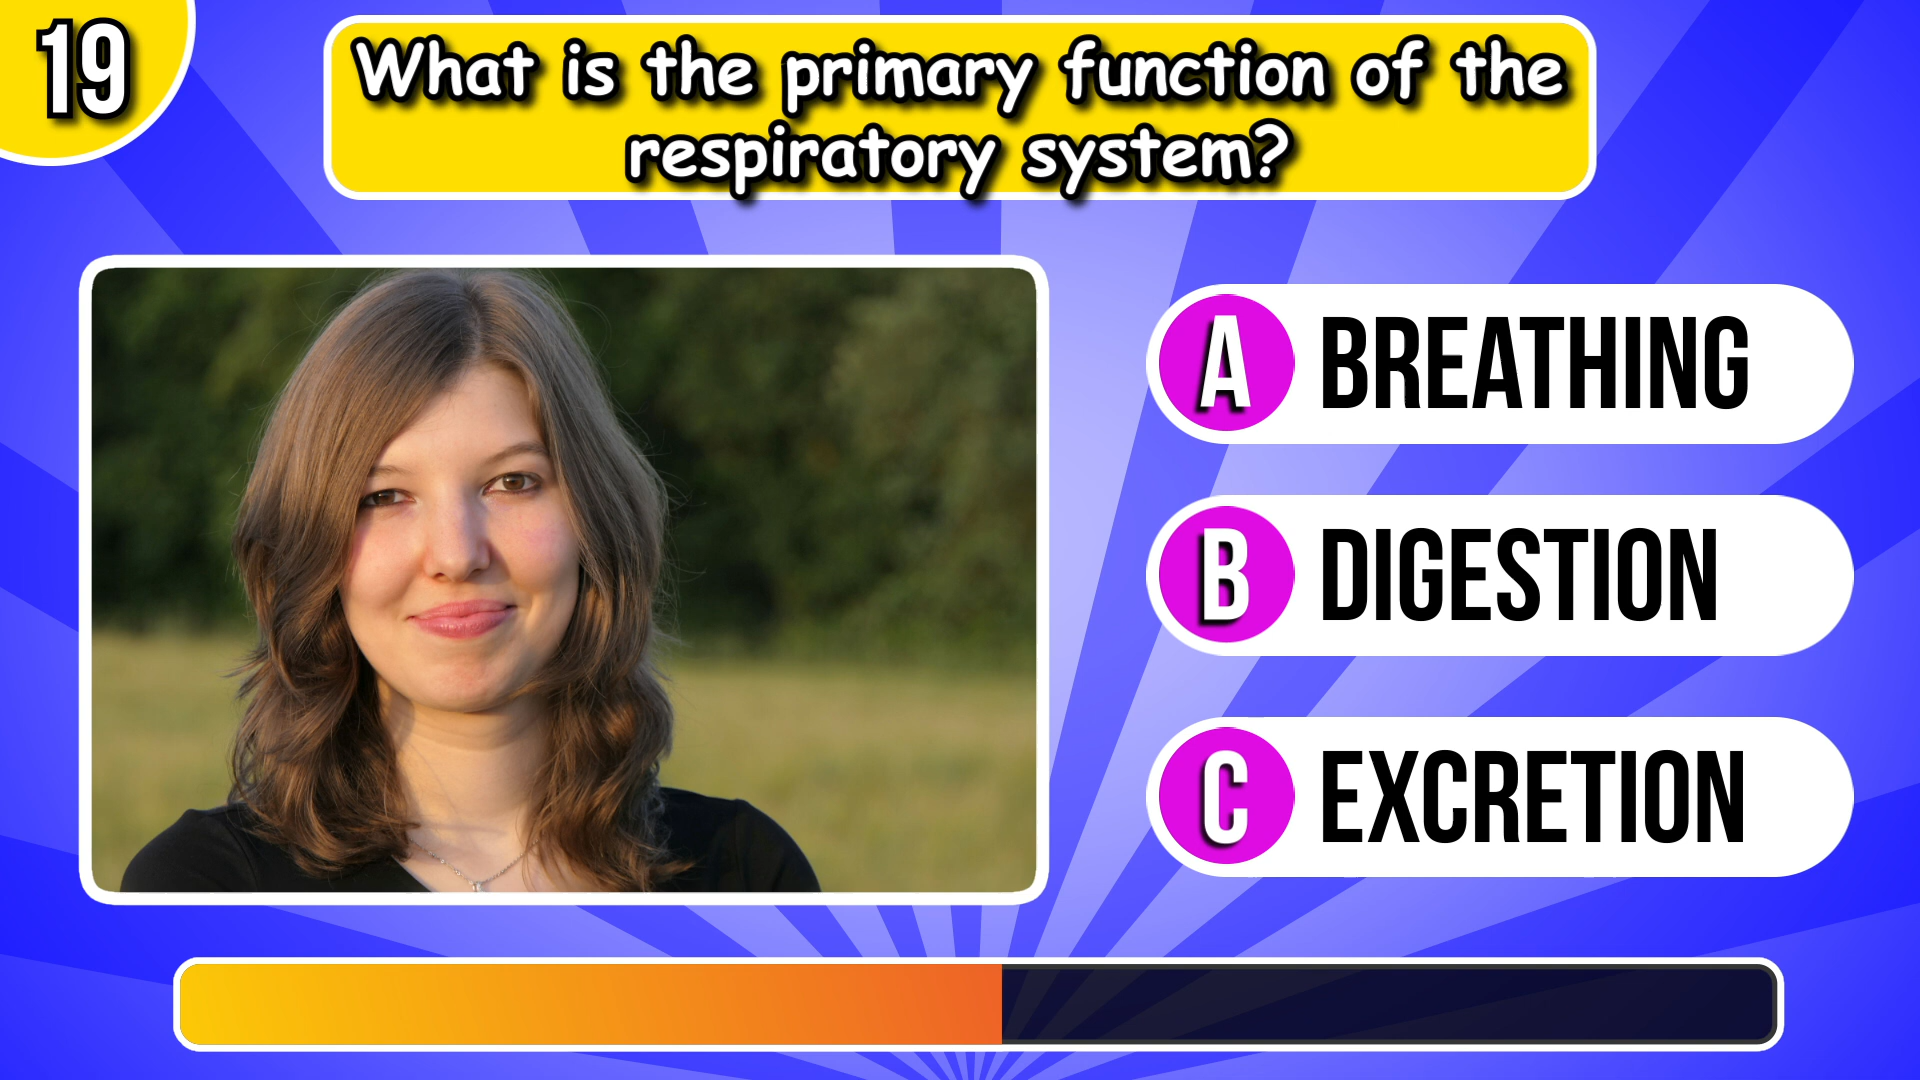 19
What is the primary function of the
respiratory system?
A BREATHING
B DIGESTION
C EXCRETION